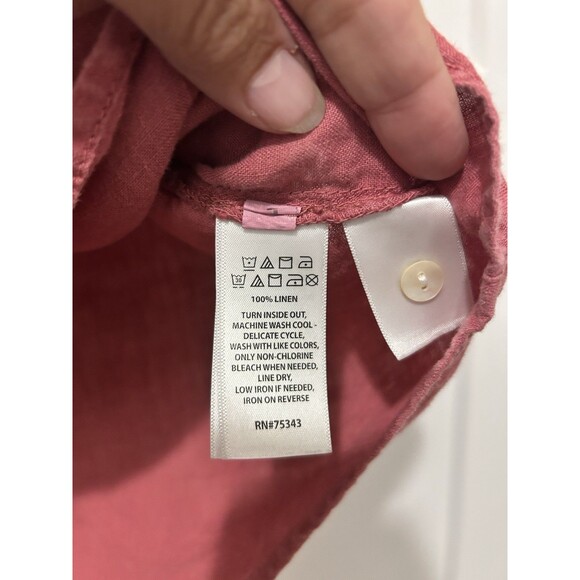 30
100% LINEN
TURN INSIDE OUT,
MACHINE WASH COOL -
DELICATE CYCLE,
WASH WITH LIKE COLORS,
ONLY NON-CHLORINE
BLEACH WHEN NEEDED,
LINE DRY,
LOW IRON IF NEEDED,
IRON ON REVERSE
RN#75343